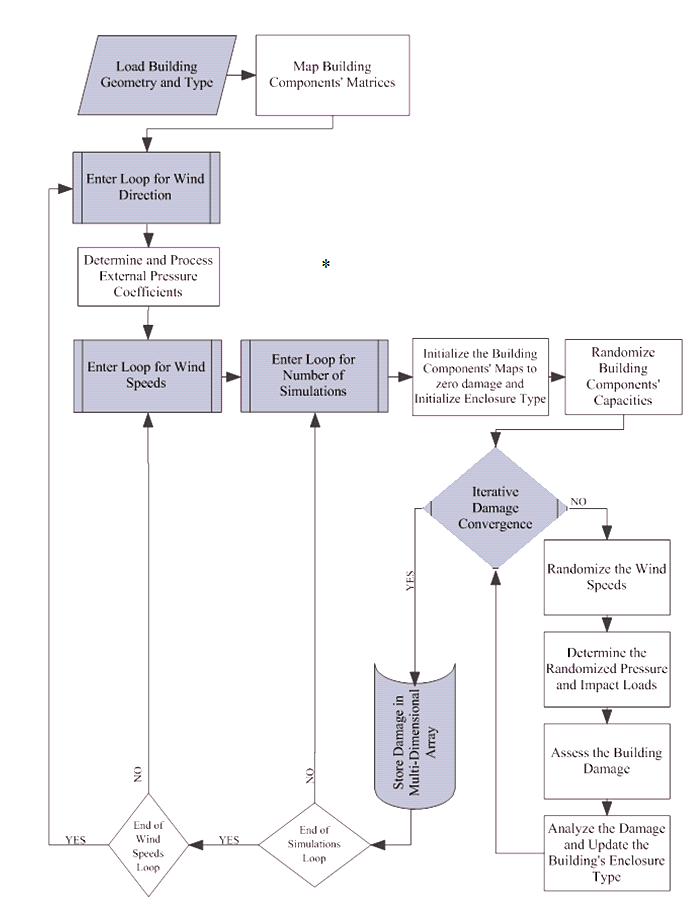 Load Building
Geometry and Type
Map Building
Components' Matrices
Enter Loop for Wind
Direction
Determine and Process
External Pressure
Coefficients
*
Enter Loop for Wind
Speeds
Enter Loop for
Number of
Simulations
Initialize the Building
Components' Maps to
zero damage and
Initialize Enclosure Type
Randomize
Building
Components'
Capacities
Iterative
Damage
Convergence
NO
YES
Randomize the Wind
Speeds
Determine the
Randomized Pressure
and Impact Loads
Assess the Building
Damage
Analyze the Damage
and Update the
Building's Enclosure
Type
Store Damage in
Multi-Dimensional
Array
End of
Simulations
Loop
NO
YES
End of
Wind
Speeds
Loop
NO
YES